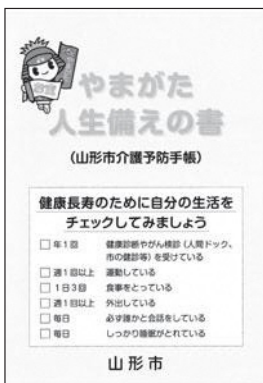 やまがた
人生備えの書
(山形市介護予防手帳)
健康長寿のために自分の生活を
チェックしてみましょう
□ 年1回 健康診断やがん検診(人間ドック、
市の健診等)を受けている
□ 週1回以上 運動している
□ 1日3回 食事をとっている
□ 週1回以上 外出している
□ 毎日 必ず誰かと会話をしている
□ 毎日 しっかり睡眠がとれている
山形市